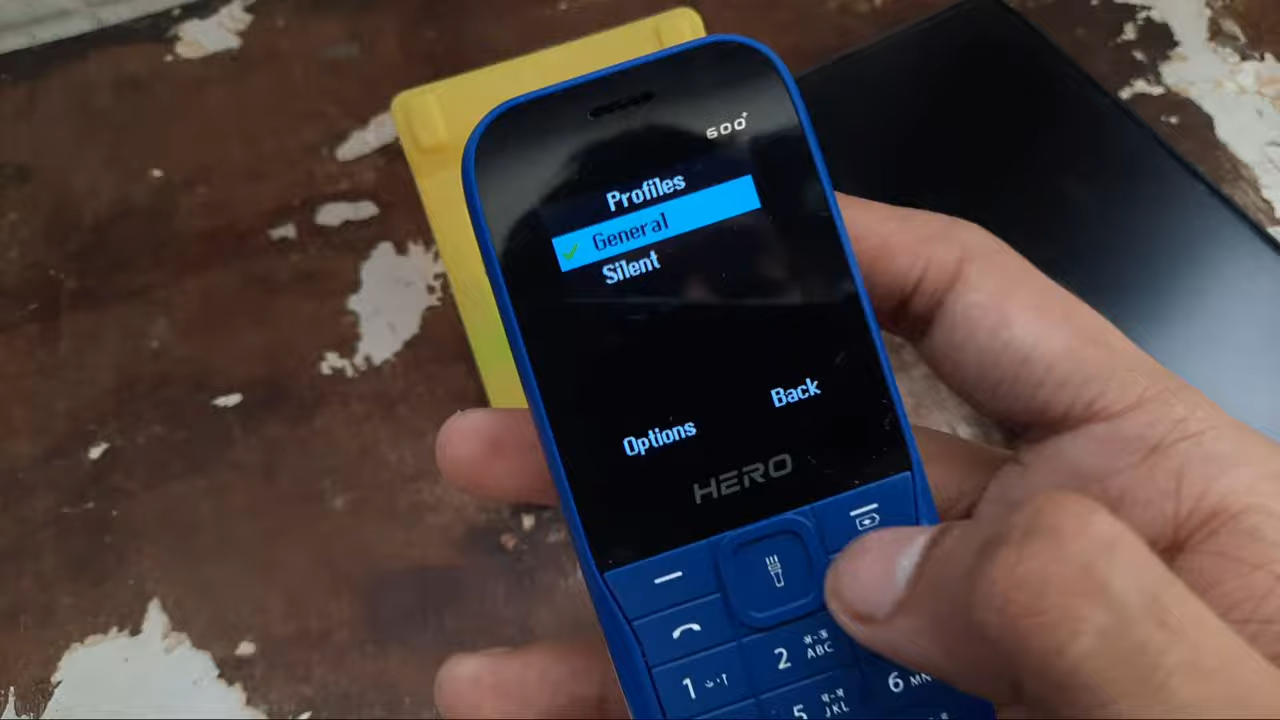 600+
Profiles
General
Silent
Back
Options
HERO
1
2 अ-अ
ABC
5
JKL
6 MN